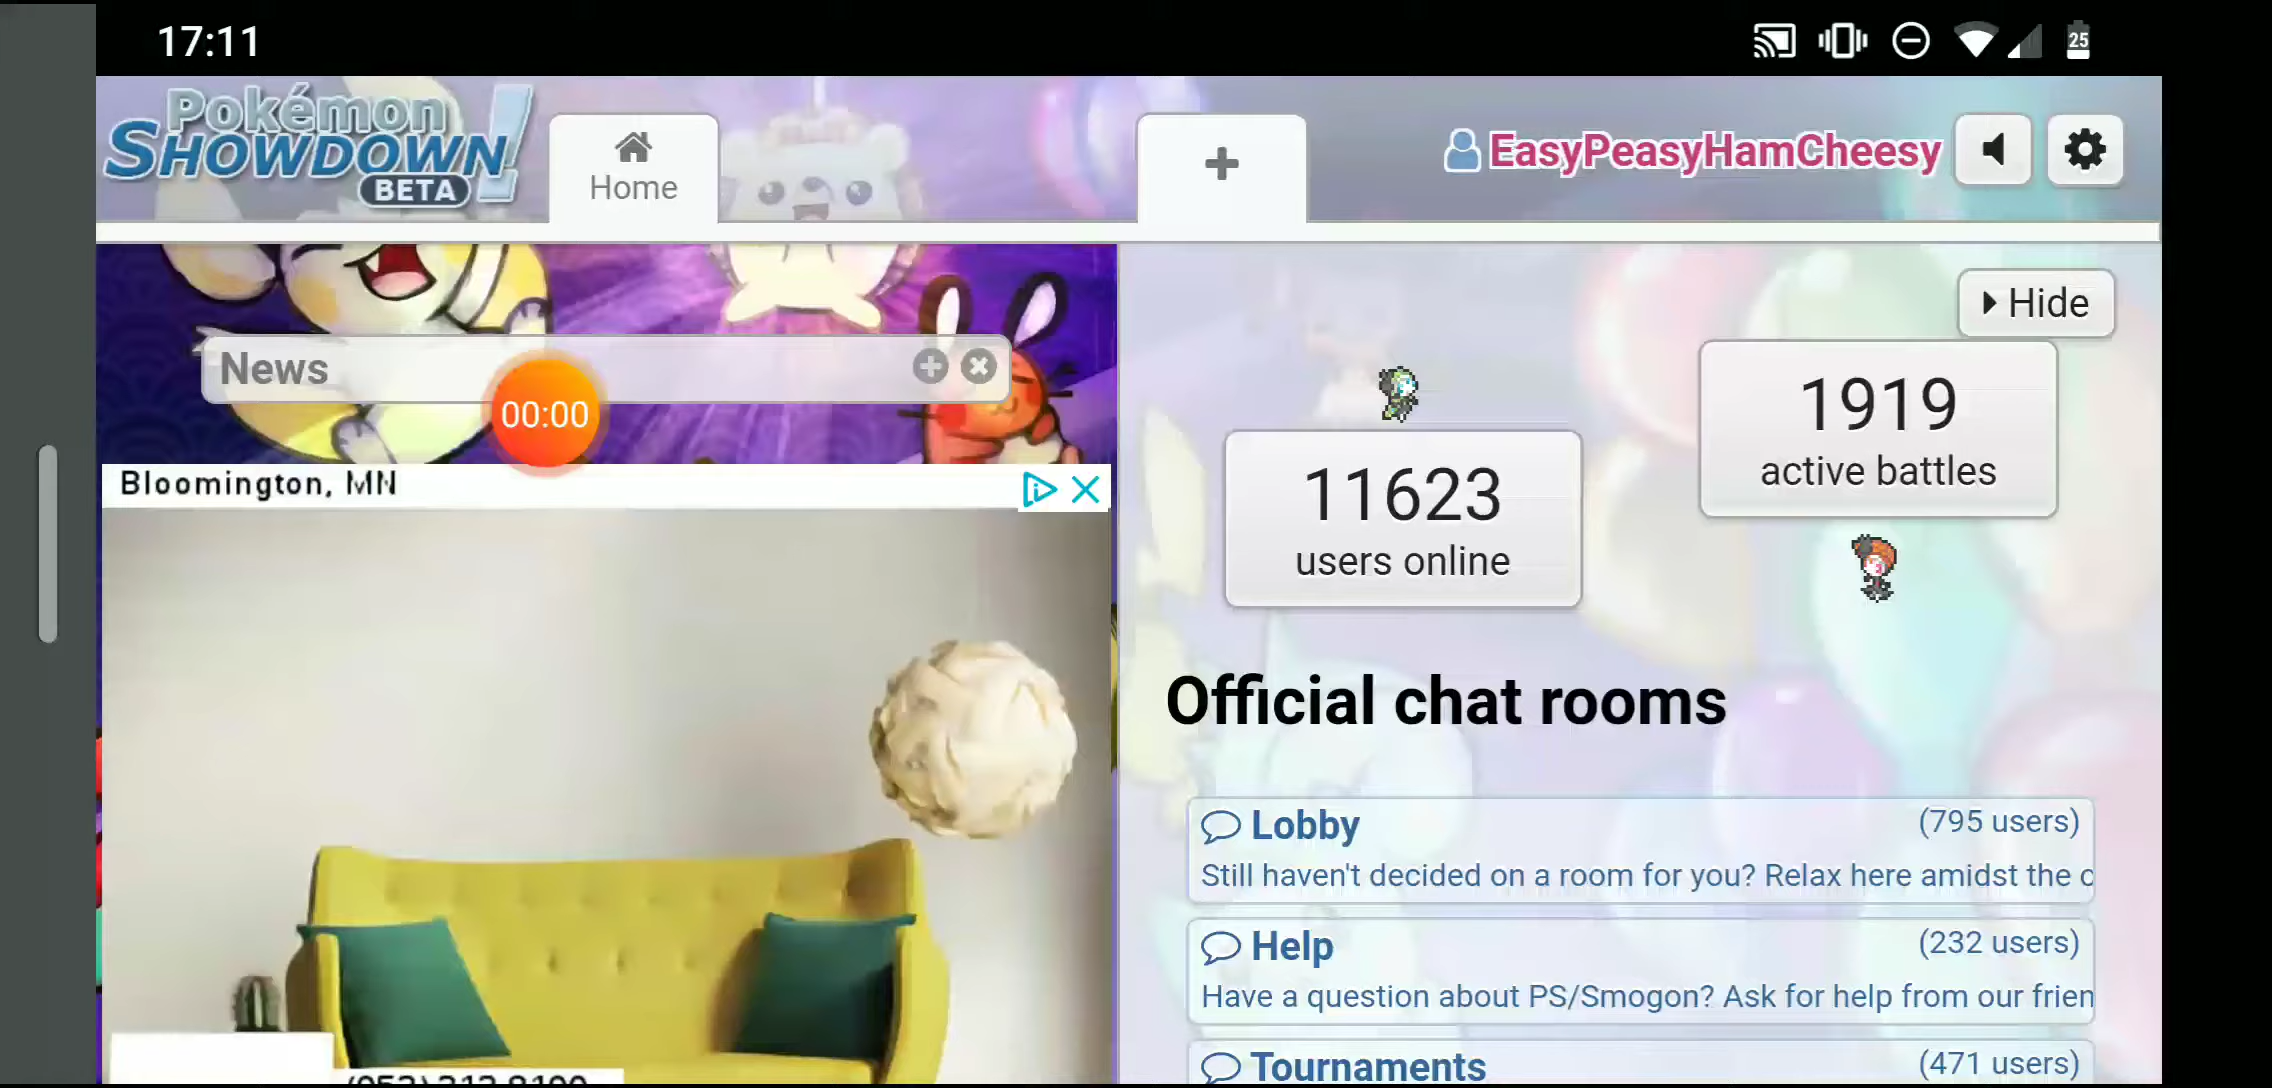 17:11
25
Pokémon
SHOWDOWN!
BETA
Home
EasyPeasyHamCheesy
Hide
News
00:00
1919
active battles
11623
users online
Bloomington, MN
Official chat rooms
Lobby
(795 users)
Still haven't decided on a room for you? Relax here amidst the
Help
(232 users)
Have a question about PS/Smogon? Ask for help from our
Tournaments
(471 users)